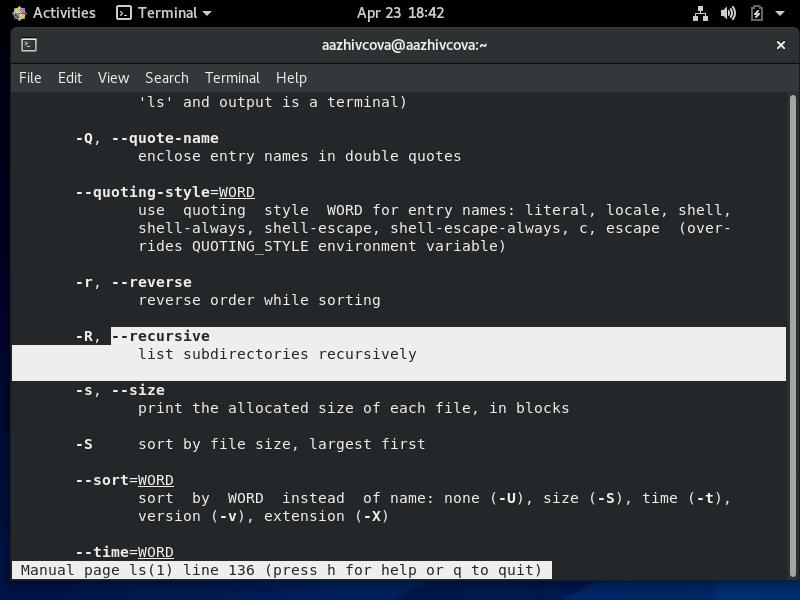 Activities Terminal Apr 23 18:42
aazhivcova@aazhivcova:~
File Edit View Search Terminal Help
'ls' and output is a terminal)
-Q, --quote-name
enclose entry names in double quotes
--quoting-style=WORD
use quoting style WORD for entry names: literal, locale, shell,
shell-always, shell-escape, shell-escape-always, c, escape (over-
rides QUOTING_STYLE environment variable)
-r, --reverse
reverse order while sorting
-R, --recursive
list subdirectories recursively
-s, --size
print the allocated size of each file, in blocks
-S sort by file size, largest first
--sort=WORD
sort by WORD instead of name: none (-U), size (-S), time (-t),
version (-v), extension (-X)
--time=WORD
Manual page ls(1) line 136 (press h for help or q to quit)